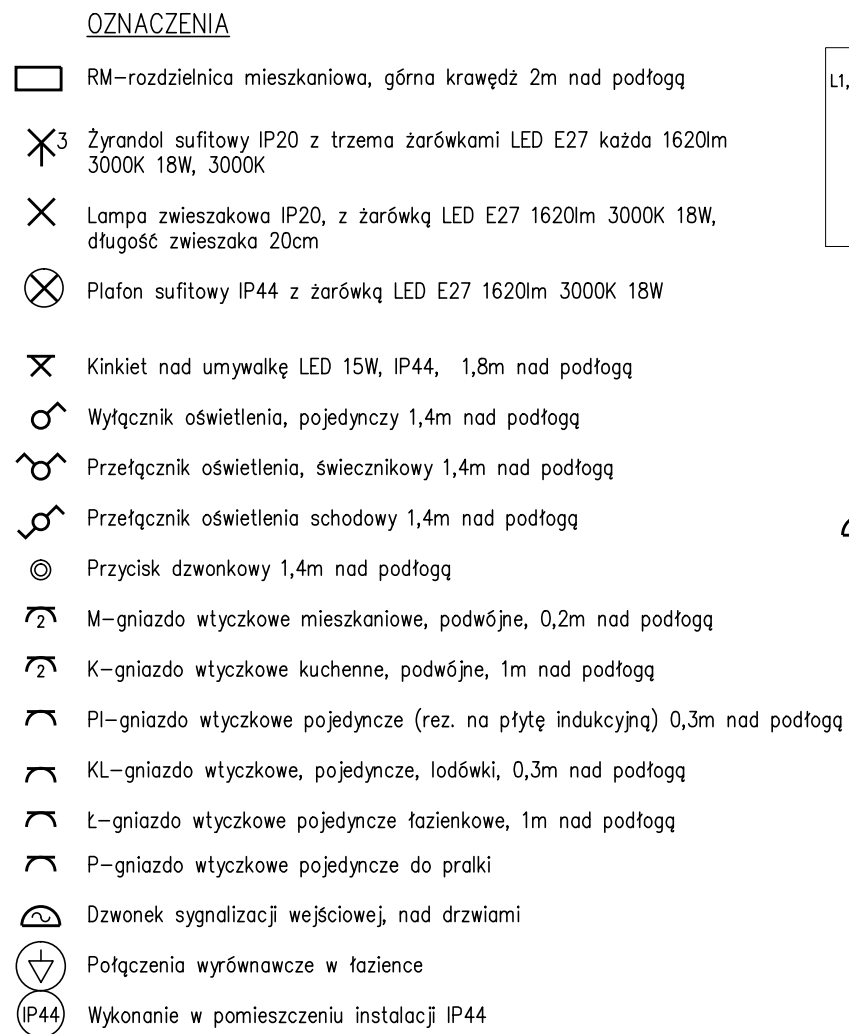 OZNACZENIA
RM-rozdzielnica mieszkaniowa, górna krawędź 2m nad podłogą
L1,
3 Żyrandol sufitowy IP20 z trzema żarówkami LED E27 każda 1620lm
3000K 18W, 3000K
Lampa zwieszakowa IP20, z żarówką LED E27 1620lm 3000K 18W,
długość zwieszaka 20cm
Plafon sufitowy IP44 z żarówką LED E27 1620lm 3000K 18W
Kinkiet nad umywalkę LED 15W, IP44, 1,8m nad podłogą
Wyłącznik oświetlenia, pojedynczy 1,4m nad podłogą
Przełącznik oświetlenia, świecznikowy 1,4m nad podłogą
Przełącznik oświetlenia schodowy 1,4m nad podłogą
Przycisk dzwonkowy 1,4m nad podłogą
2 M-gniazdo wtyczkowe mieszkaniowe, podwójne, 0,2m nad podłogą
2 K-gniazdo wtyczkowe kuchenne, podwójne, 1m nad podłogą
PI-gniazdo wtyczkowe pojedyncze (rez. na płytę indukcyjną) 0,3m nad podłogą
KL-gniazdo wtyczkowe, pojedyncze, lodówki, 0,3m nad podłogą
Ł-gniazdo wtyczkowe pojedyncze łazienkowe, 1m nad podłogą
P-gniazdo wtyczkowe pojedyncze do pralki
Dzwonek sygnalizacji wejściowej, nad drzwiami
Połączenia wyrównawcze w łazience
IP44 Wykonanie w pomieszczeniu instalacji IP44